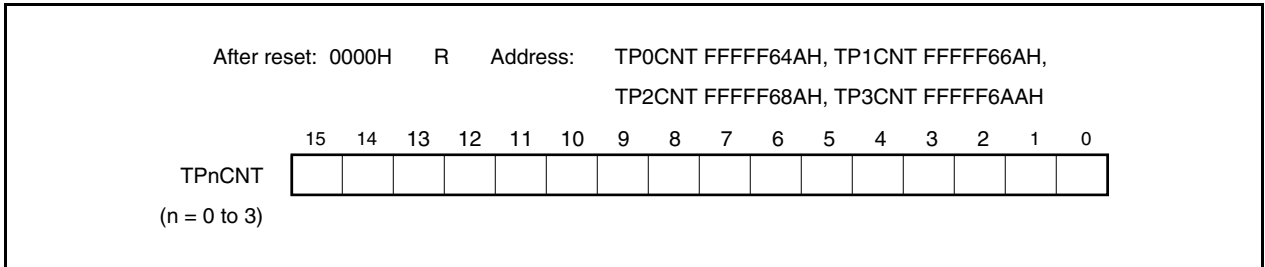 After reset: 0000H R Address: TP0CNT FFFFF64AH, TP1CNT FFFFF66AH,
TP2CNT FFFFF68AH, TP3CNT FFFFF6AAH
15 14 13 12 11 10 9 8 7 6 5 4 3 2 1 0
TPnCNT
(n = 0 to 3)